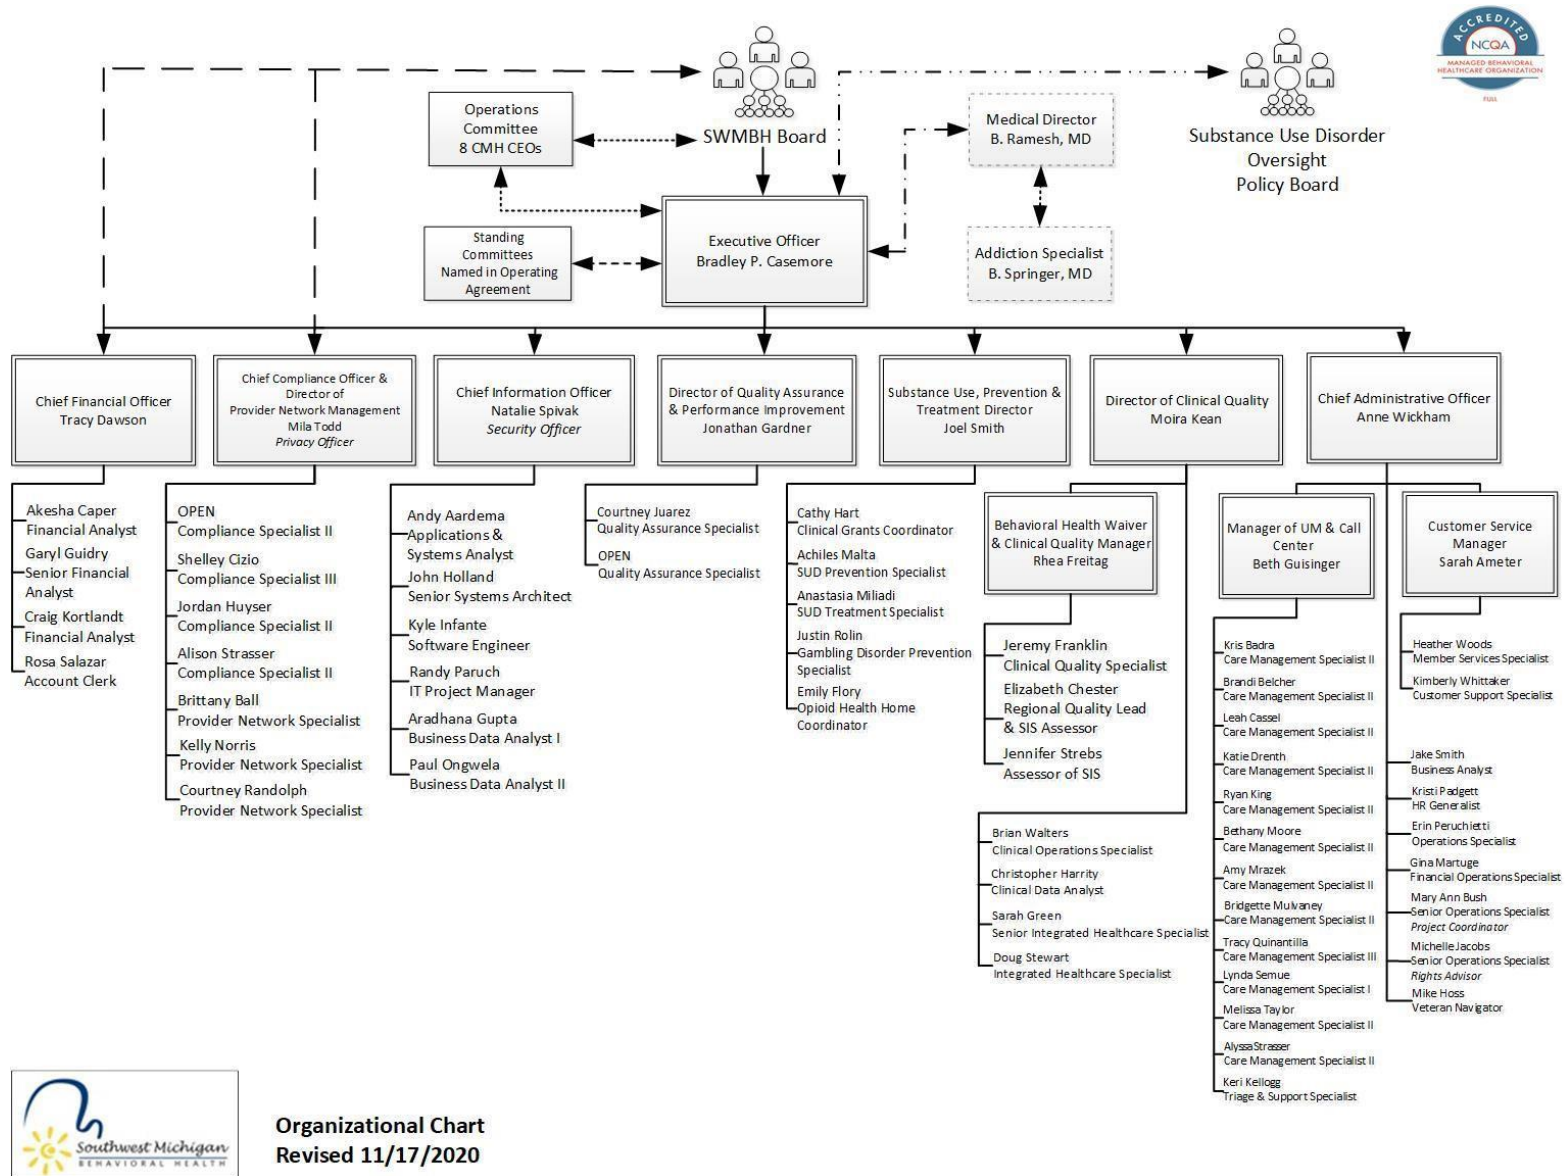 ACCREDITED
NCQA
MANAGED BEHAVIORAL
HEALTHCARE ORGANIZATION
FULL
SWMBH Board
Substance Use Disorder
Oversight
Policy Board
Operations
Committee
8 CMH CEOs
Medical Director
B. Ramesh, MD
Standing
Committees
Named in Operating
Agreement
Executive Officer
Bradley P. Casemore
Addiction Specialist
B. Springer, MD
Chief Financial Officer
Tracy Dawson
Chief Compliance Officer &
Director of
Provider Network Management
Mila Todd
Privacy Officer
Chief Information Officer
Natalie Spivak
Security Officer
Director of Quality Assurance
& Performance Improvement
Jonathan Gardner
Substance Use, Prevention &
Treatment Director
Joel Smith
Director of Clinical Quality
Moira Kean
Chief Administrative Officer
Anne Wickham
Akesha Caper
Financial Analyst
Garyl Guidry
Senior Financial
Analyst
Craig Kortlandt
Financial Analyst
Rosa Salazar
Account Clerk
OPEN
Compliance Specialist II
Shelley Cizio
Compliance Specialist III
Jordan Huyser
Compliance Specialist II
Alison Strasser
Compliance Specialist II
Brittany Ball
Provider Network Specialist
Kelly Norris
Provider Network Specialist
Courtney Randolph
Provider Network Specialist
Andy Aardema
Applications &
Systems Analyst
John Holland
Senior Systems Architect
Kyle Infante
Software Engineer
Randy Paruch
IT Project Manager
Aradhana Gupta
Business Data Analyst I
Paul Ongwela
Business Data Analyst II
Courtney Juarez
Quality Assurance Specialist
OPEN
Quality Assurance Specialist
Cathy Hart
Clinical Grants Coordinator
Achiles Malta
SUD Prevention Specialist
Anastasia Miliadi
SUD Treatment Specialist
Justin Rolin
Gambling Disorder Prevention
Specialist
Emily Flory
Opioid Health Home
Coordinator
Behavioral Health Waiver
& Clinical Quality Manager
Rhea Freitag
Jeremy Franklin
Clinical Quality Specialist
Elizabeth Chester
Regional Quality Lead
& SIS Assessor
Jennifer Strebs
Assessor of SIS
Brian Walters
Clinical Operations Specialist
Christopher Harrity
Clinical Data Analyst
Sarah Green
Senior Integrated Healthcare Specialist
Doug Stewart
Integrated Healthcare Specialist
Manager of UM & Call
Center
Beth Guisinger
Kris Badra
Care Management Specialist II
Brandi Belcher
Care Management Specialist II
Leah Cassel
Care Management Specialist II
Katie Drenth
Care Management Specialist II
Ryan King
Care Management Specialist II
Bethany Moore
Care Management Specialist II
Amy Mrazek
Care Management Specialist II
Bridgette Mulvaney
Care Management Specialist II
Tracy Quinantilla
Care Management Specialist III
Lynda Semue
Care Management Specialist I
Melissa Taylor
Care Management Specialist II
Alyssa Strasser
Care Management Specialist II
Keri Kellogg
Triage & Support Specialist
Customer Service
Manager
Sarah Ameter
Heather Woods
Member Services Specialist
Kimberly Whittaker
Customer Support Specialist
Jake Smith
Business Analyst
Kristi Padgett
HR Generalist
Erin Peruchietti
Operations Specialist
Gina Martuge
Financial Operations Specialist
Mary Ann Bush
Senior Operations Specialist
Project Coordinator
Michelle Jacobs
Senior Operations Specialist
Rights Advisor
Mike Hoss
Veteran Navigator
Southwest Michigan
BEHAVIORAL HEALTH
Organizational Chart
Revised 11/17/2020